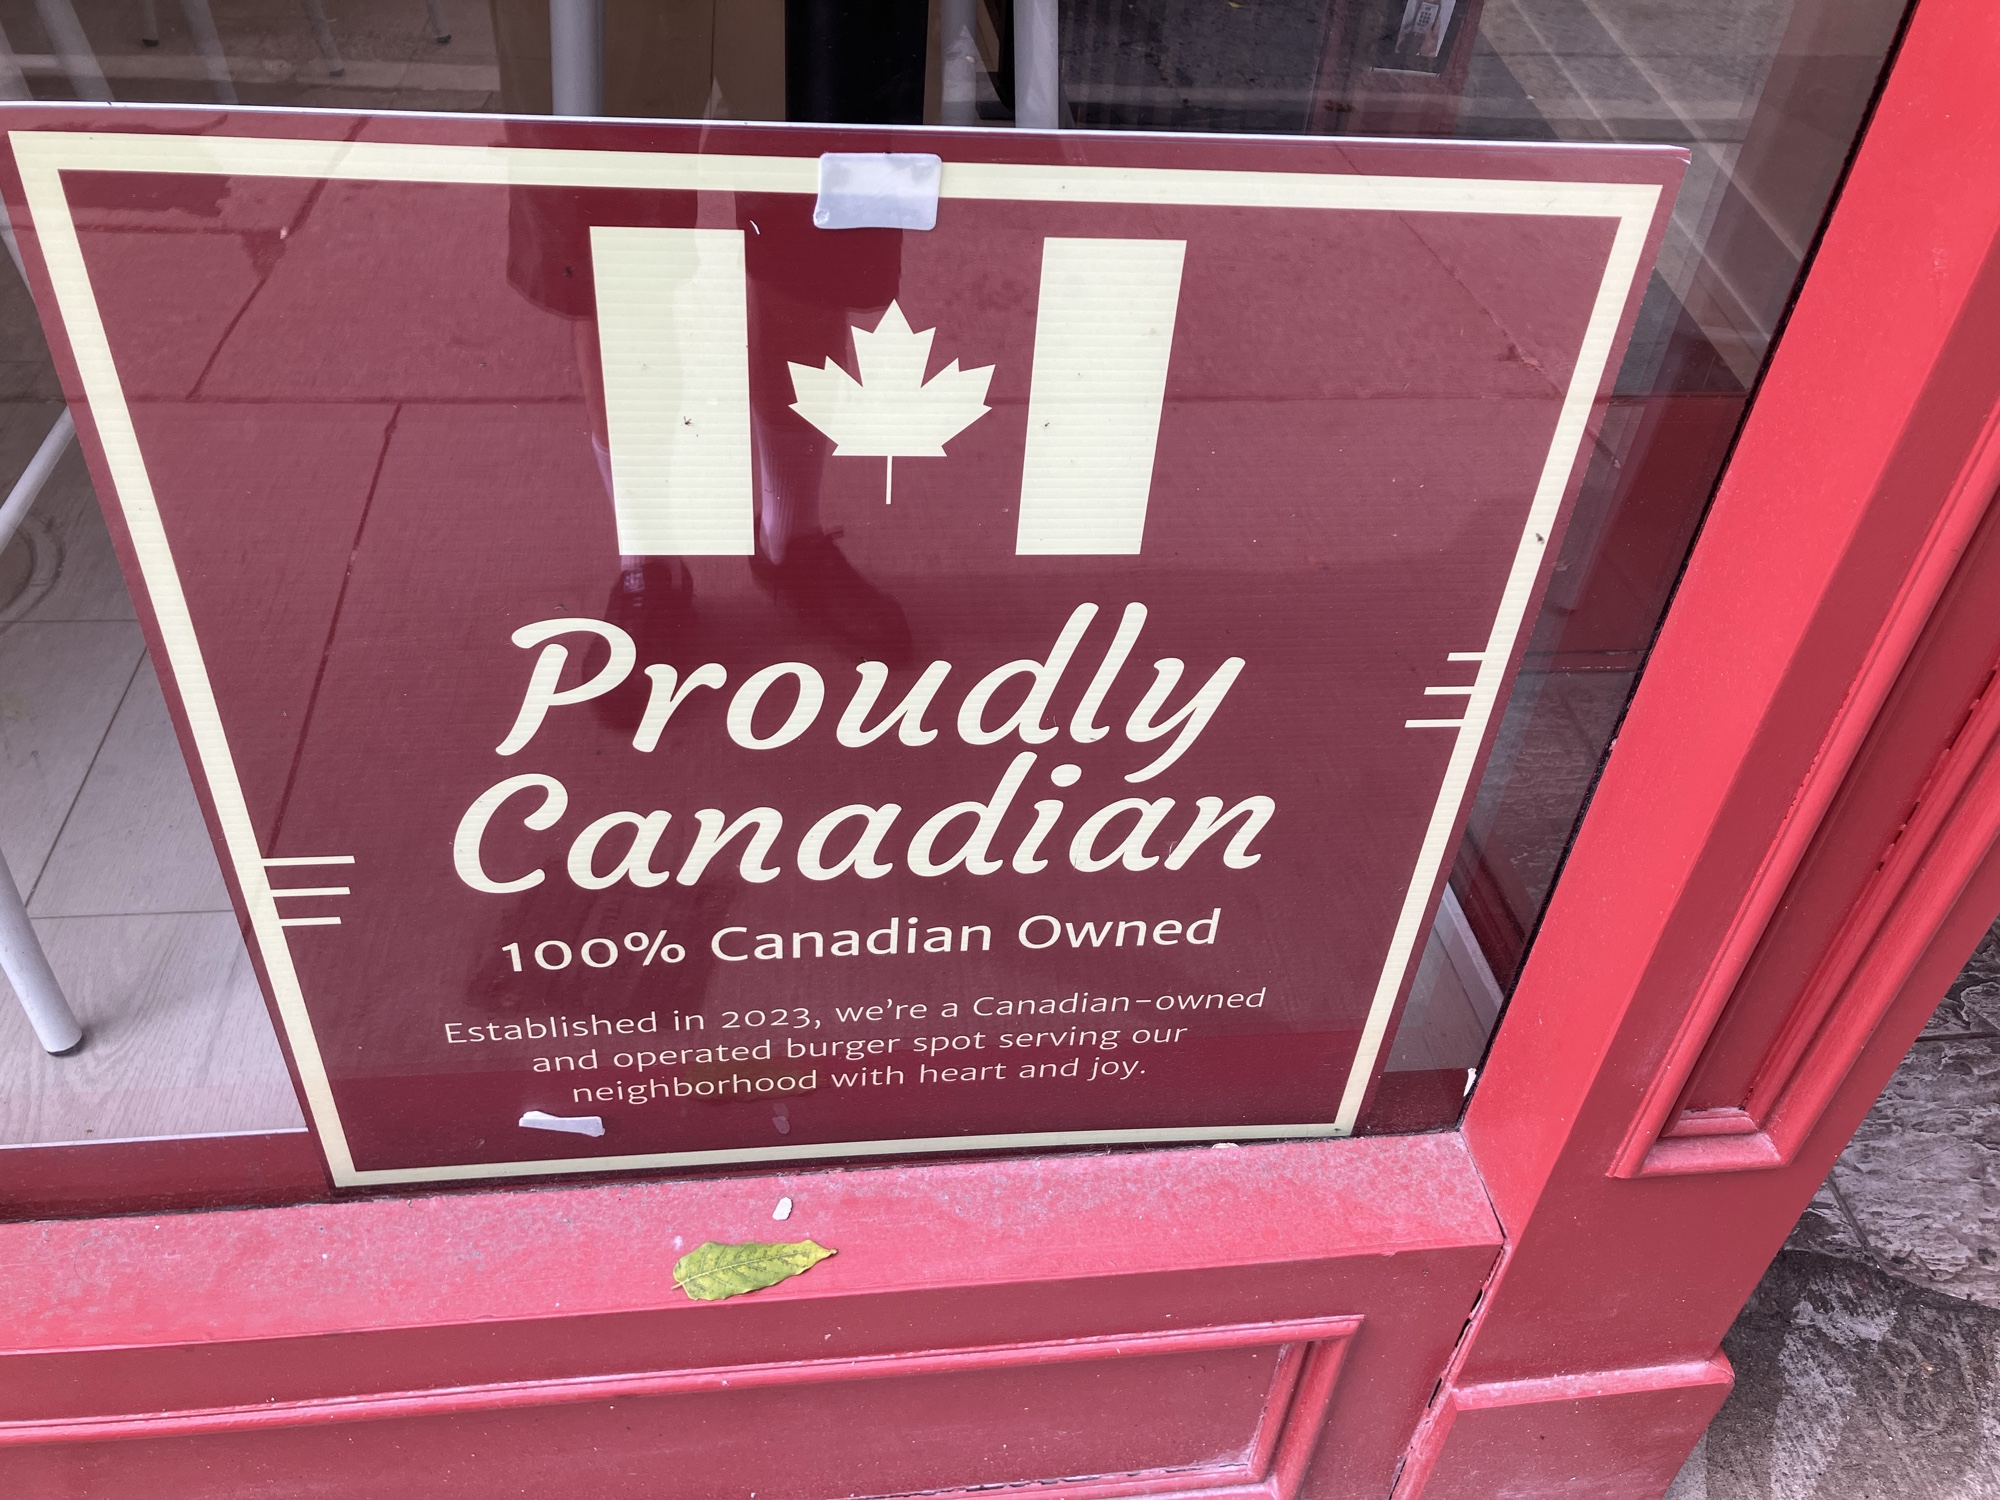 Proudly
Canadian
100% Canadian Owned
Established in 2023, we're a Canadian-owned
and operated burger spot serving our
neighborhood with heart and joy.